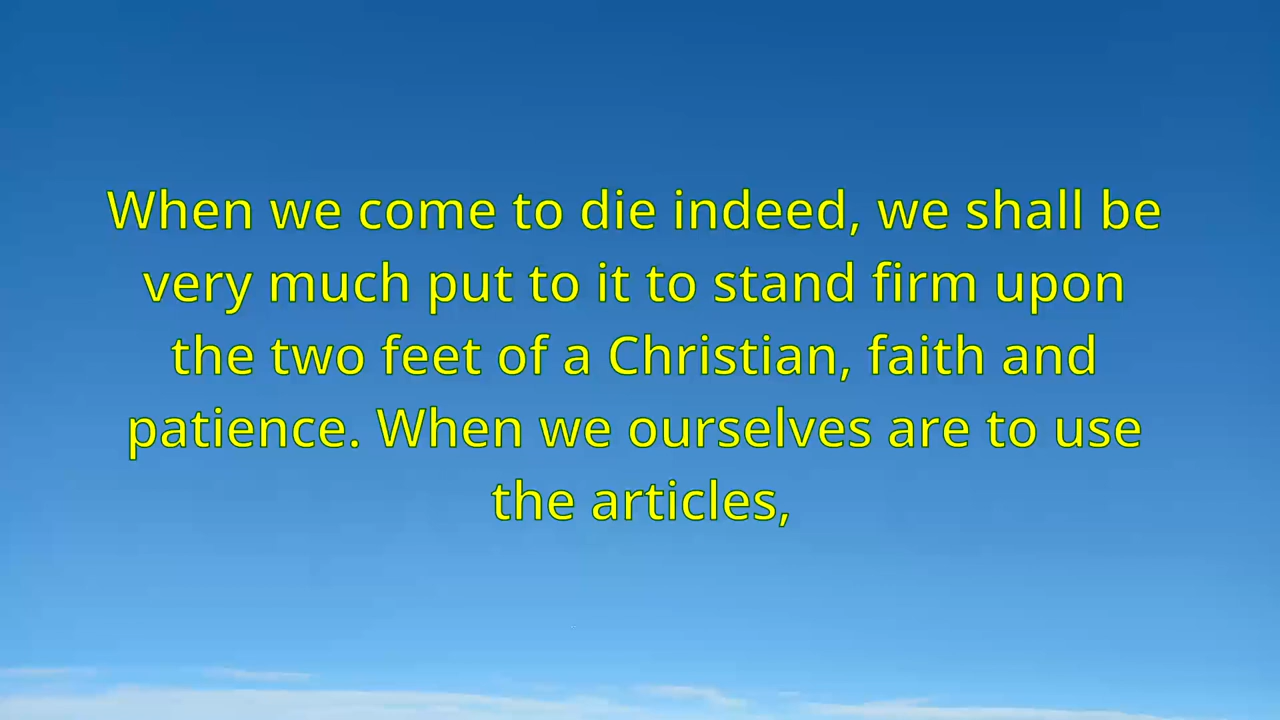 When we come to die indeed, we shall be
very much put to it to stand firm upon
the two feet of a Christian, faith and
patience. When we ourselves are to use
the articles,